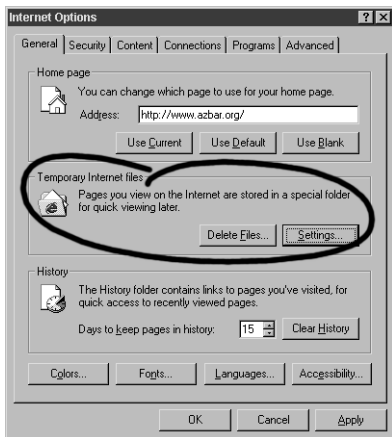 Internet Options
General Security Content Connections Programs Advanced
Home page
You can change which page to use for your home page.
Address: http://www.azbar.org/
Use Current Use Default Use Blank
Temporary Internet files
Pages you view on the Internet are stored in a special folder
for quick viewing later.
Delete Files... Settings...
History
The History folder contains links to pages you've visited, for
quick access to recently viewed pages.
Days to keep pages in history: 15 Clear History
Colors... Fonts... Languages... Accessibility...
OK Cancel Apply